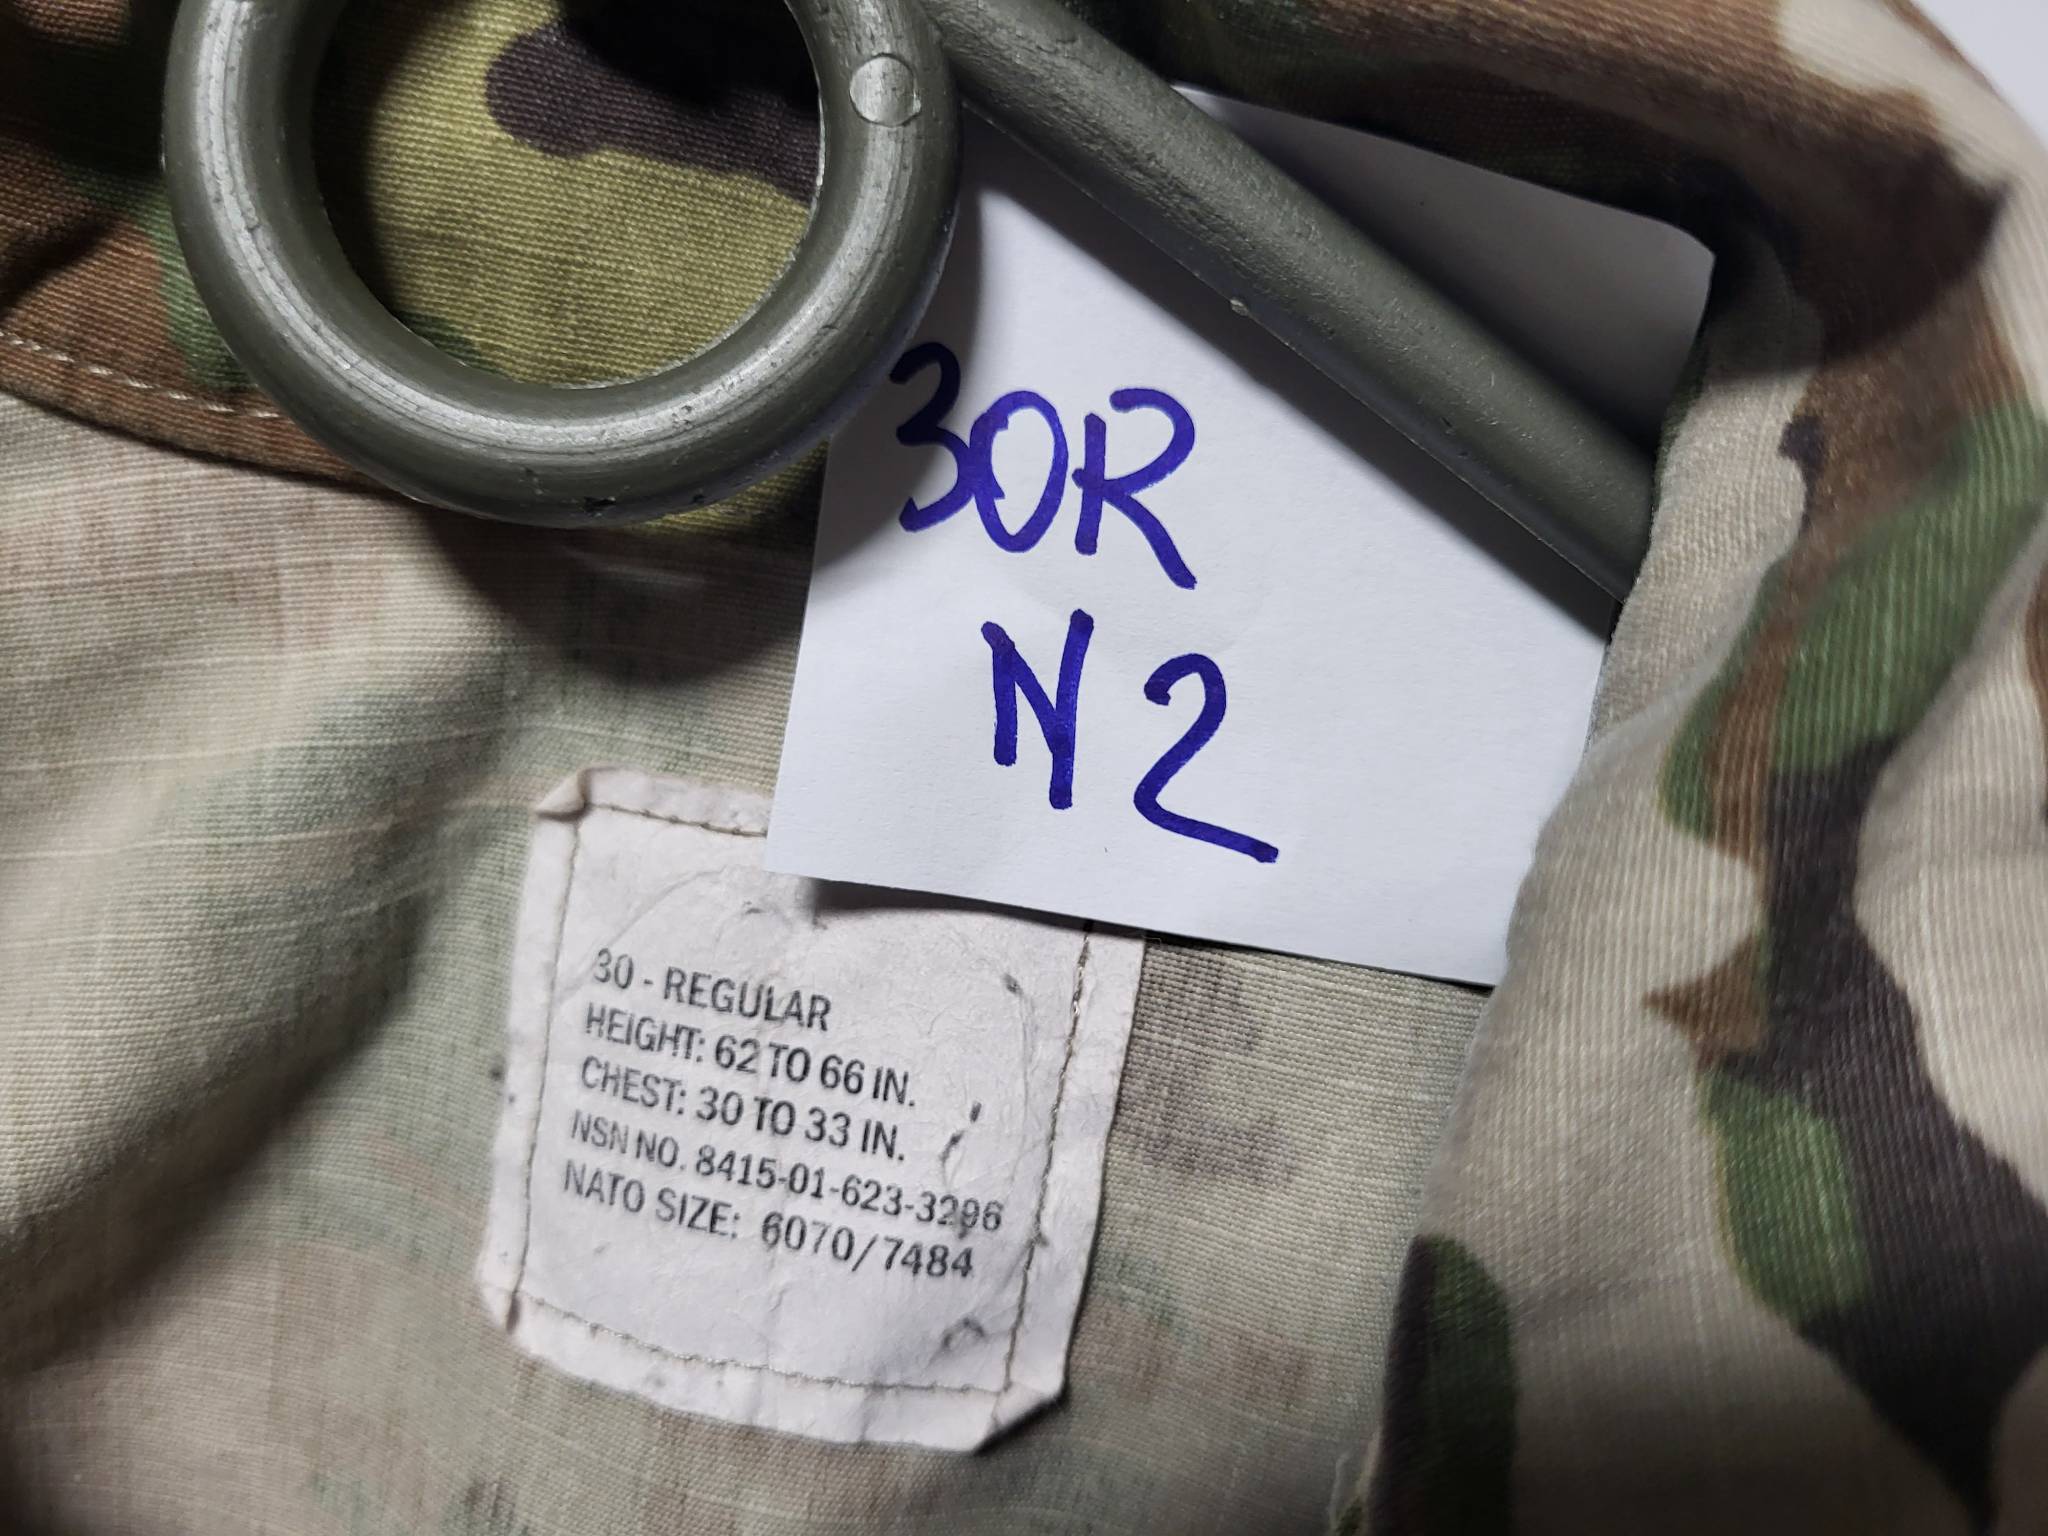 30R
N2
30 - REGULAR
HEIGHT: 62 TO 66 IN.
CHEST: 30 TO 33 IN.
NSN NO. 8415-01-623-3296
NATO SIZE: 6070/7484